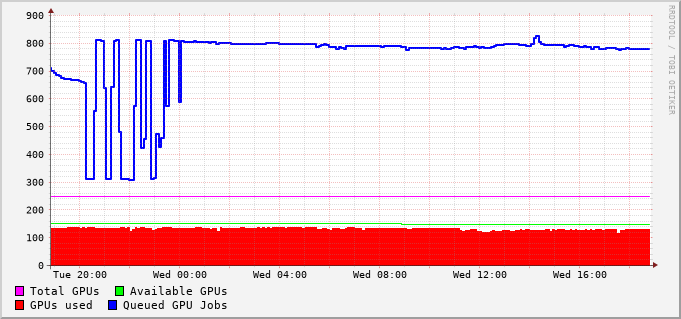 900
800
700
600
500
400
300
200
100
0
Tue 20:00 Wed 00:00 Wed 04:00 Wed 08:00 Wed 12:00 Wed 16:00
Total GPUs Available GPUs
GPUs used Queued GPU Jobs
RRDTOOL / TOBI OETIKER